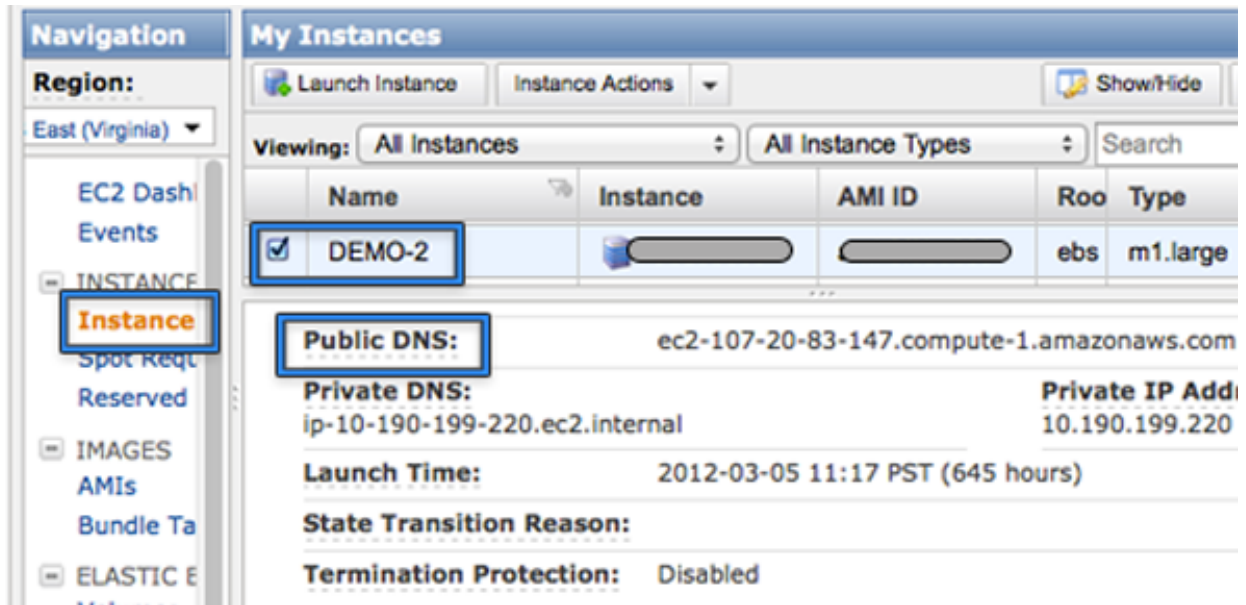 Navigation
Region:
East (Virginia)
EC2 Dash
Events
INSTANCE
Instance
Spot Requ
Reserved
IMAGES
AMIs
Bundle Ta
ELASTIC E
My Instances
Launch Instance Instance Actions Show/Hide
Viewing: All Instances All Instance Types Search
Name Instance AMI ID Roo Type
DEMO-2 ebs m1.large
Public DNS: ec2-107-20-83-147.compute-1.amazonaws.com
Private DNS: Private IP Add
ip-10-190-199-220.ec2.internal 10.190.199.220
Launch Time: 2012-03-05 11:17 PST (645 hours)
State Transition Reason:
Termination Protection: Disabled